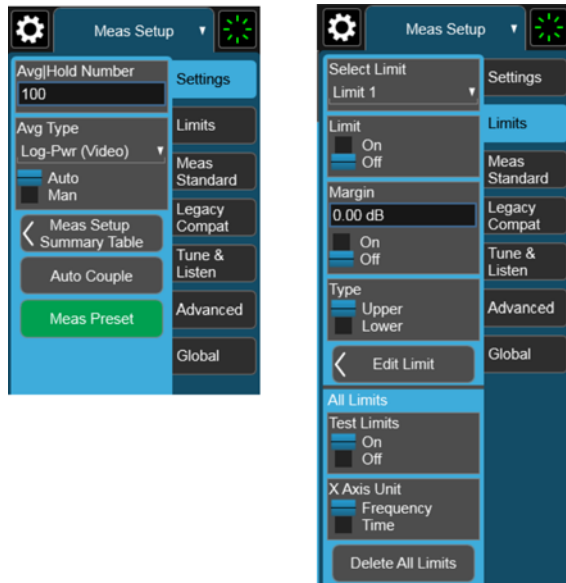 Meas Setup
Avg|Hold Number
100
Avg Type
Log-Pwr (Video)
Auto
Man
Meas Setup
Summary Table
Auto Couple
Meas Preset
Settings
Limits
Meas
Standard
Legacy
Compat
Tune &
Listen
Advanced
Global
Meas Setup
Select Limit
Limit 1
Limit
On
Off
Margin
0.00 dB
On
Off
Type
Upper
Lower
Edit Limit
All Limits
Test Limits
On
Off
X Axis Unit
Frequency
Time
Delete All Limits
Settings
Limits
Meas
Standard
Legacy
Compat
Tune &
Listen
Advanced
Global